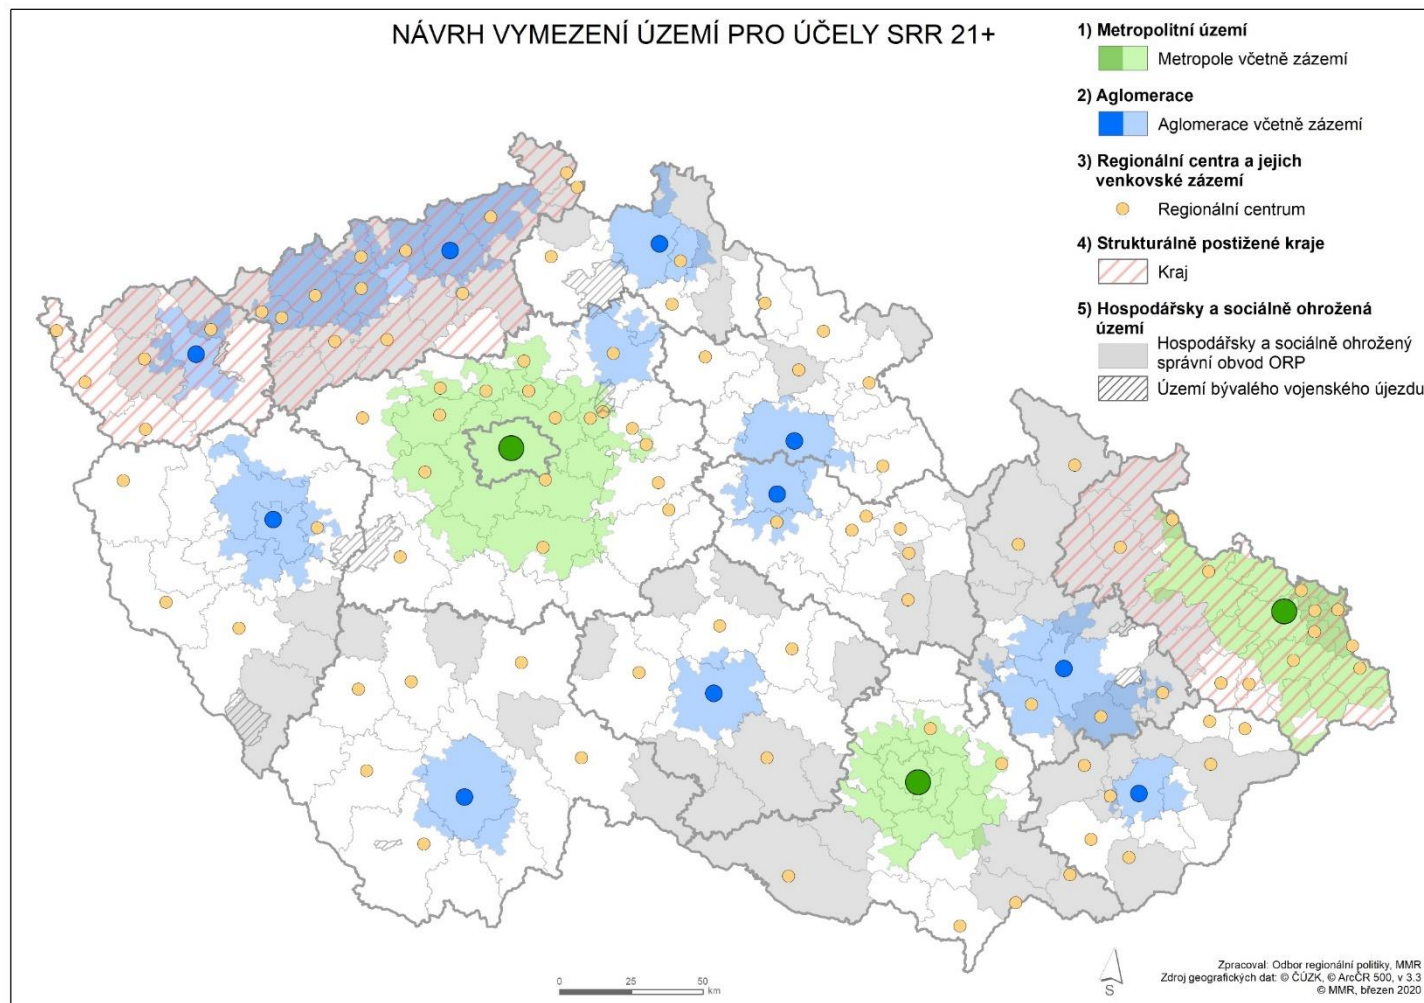 NÁVRH VYMEZENÍ ÚZEMÍ PRO ÚČELY SRR 21+
1) Metropolitní území
Metropole včetně zázemí
2) Aglomerace
Aglomerace včetně zázemí
3) Regionální centra a jejich
venkovské zázemí
Regionální centrum
4) Strukturálně postižené kraje
Kraj
5) Hospodářsky a sociálně ohrožená
území
Hospodářsky a sociálně ohrožený
správní obvod ORP
Území bývalého vojenského újezdu
0 25 50
km
S
Zpracoval: Odbor regionální politiky, MMR
Zdroj geografických dat: © ČÚZK, © ArcČR 500, v 3.3
© MMR, březen 2020